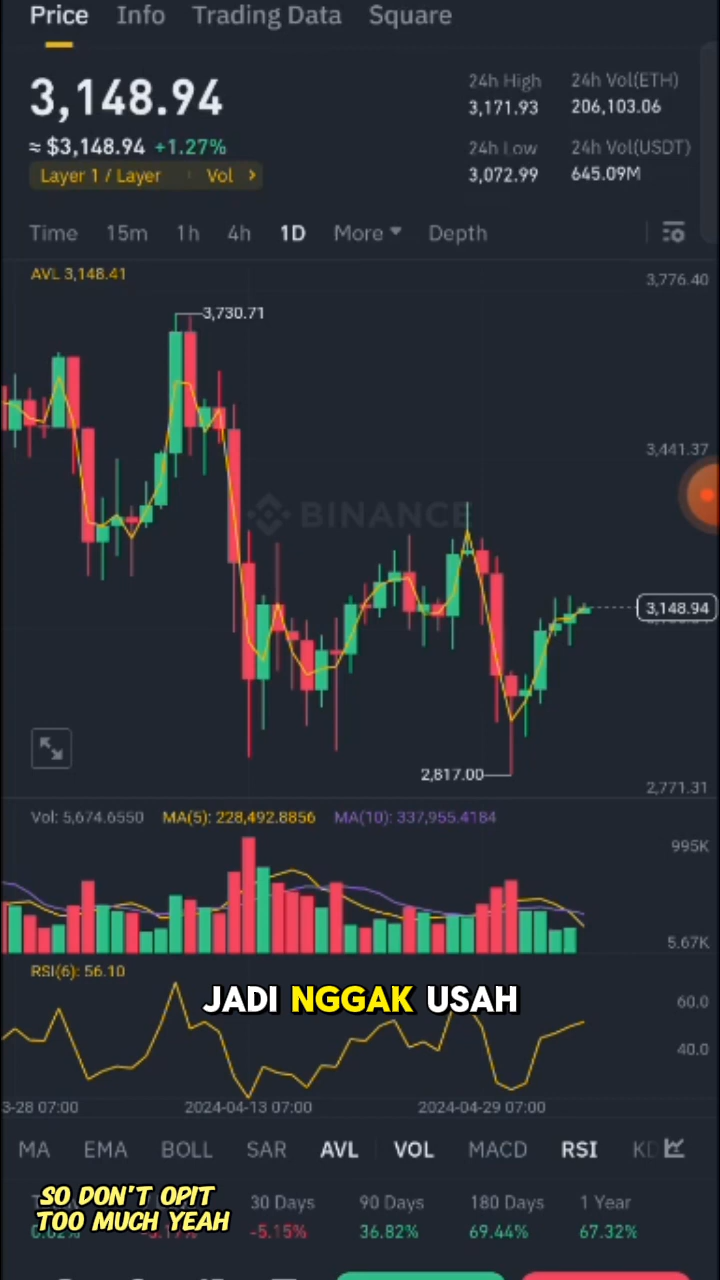 Price Info Trading Data Square
3,148.94
24h High 24h Vol(ETH)
3,171.93 206,103.06
≈ $3,148.94 +1.27%
24h Low 24h Vol(USDT)
3,072.99 645.09M
Layer 1 / Layer Vol >
Time 15m 1h 4h 1D More Depth
AVL 3,148.41
3,776.40
3,730.71
3,441.37
BINANCE
3,148.94
2,817.00
2,771.31
Vol: 5,674.6550 MA(5): 228,492.8856 MA(10): 337,955.4184
995K
5.67K
RSI(6): 56.10
JADI NGGAK USAH
60.0
40.0
3-28 07:00 2024-04-13 07:00 2024-04-29 07:00
MA EMA BOLL SAR AVL VOL MACD RSI
SO DON'T OPIT
TOO MUCH YEAH
30 Days 90 Days 180 Days 1 Year
-5.15% 36.82% 69.44% 67.32%